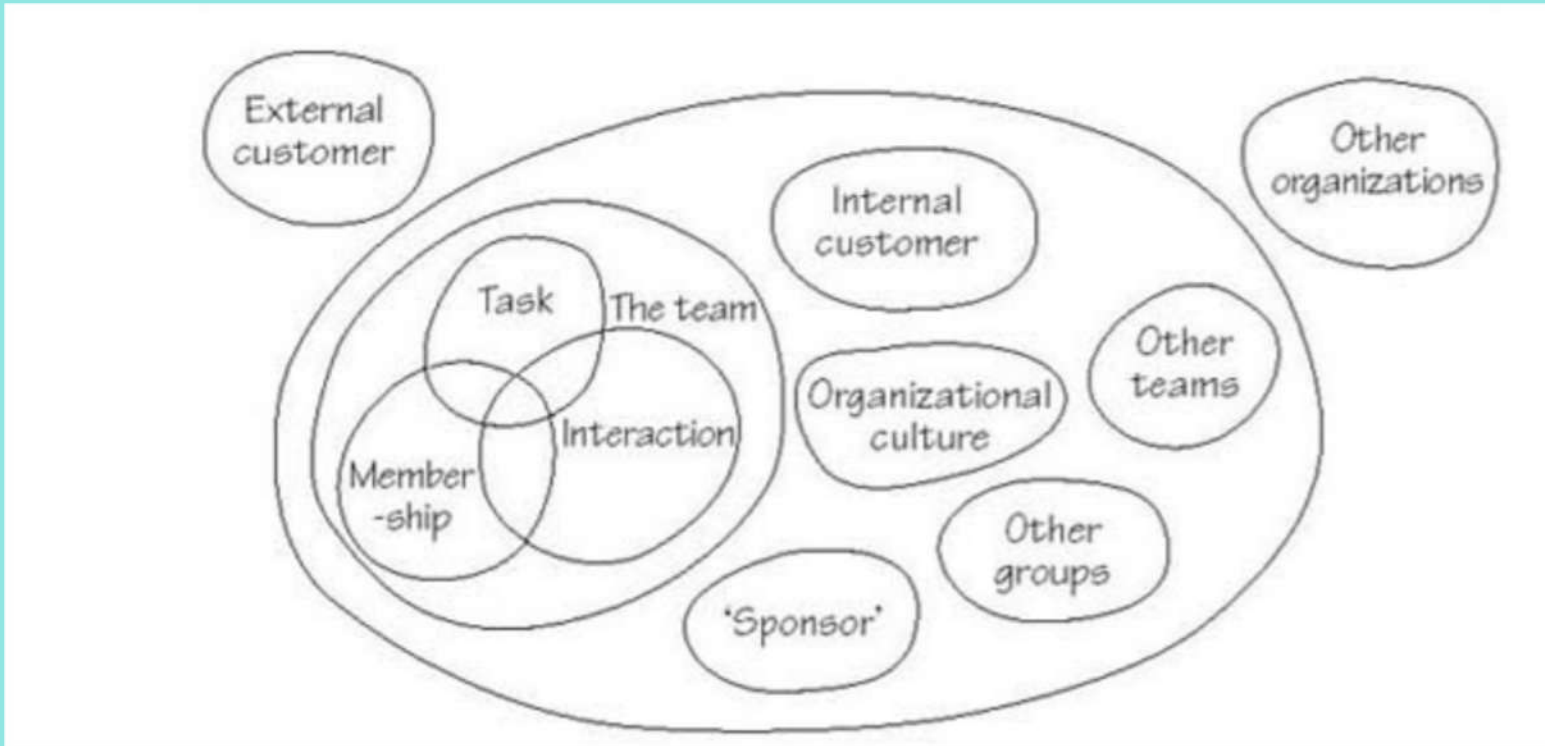 External
customer
Other
organizations
Internal
customer
Task
The team
Other
teams
Organizational
culture
Interaction
Member
-ship
Other
groups
'Sponsor'